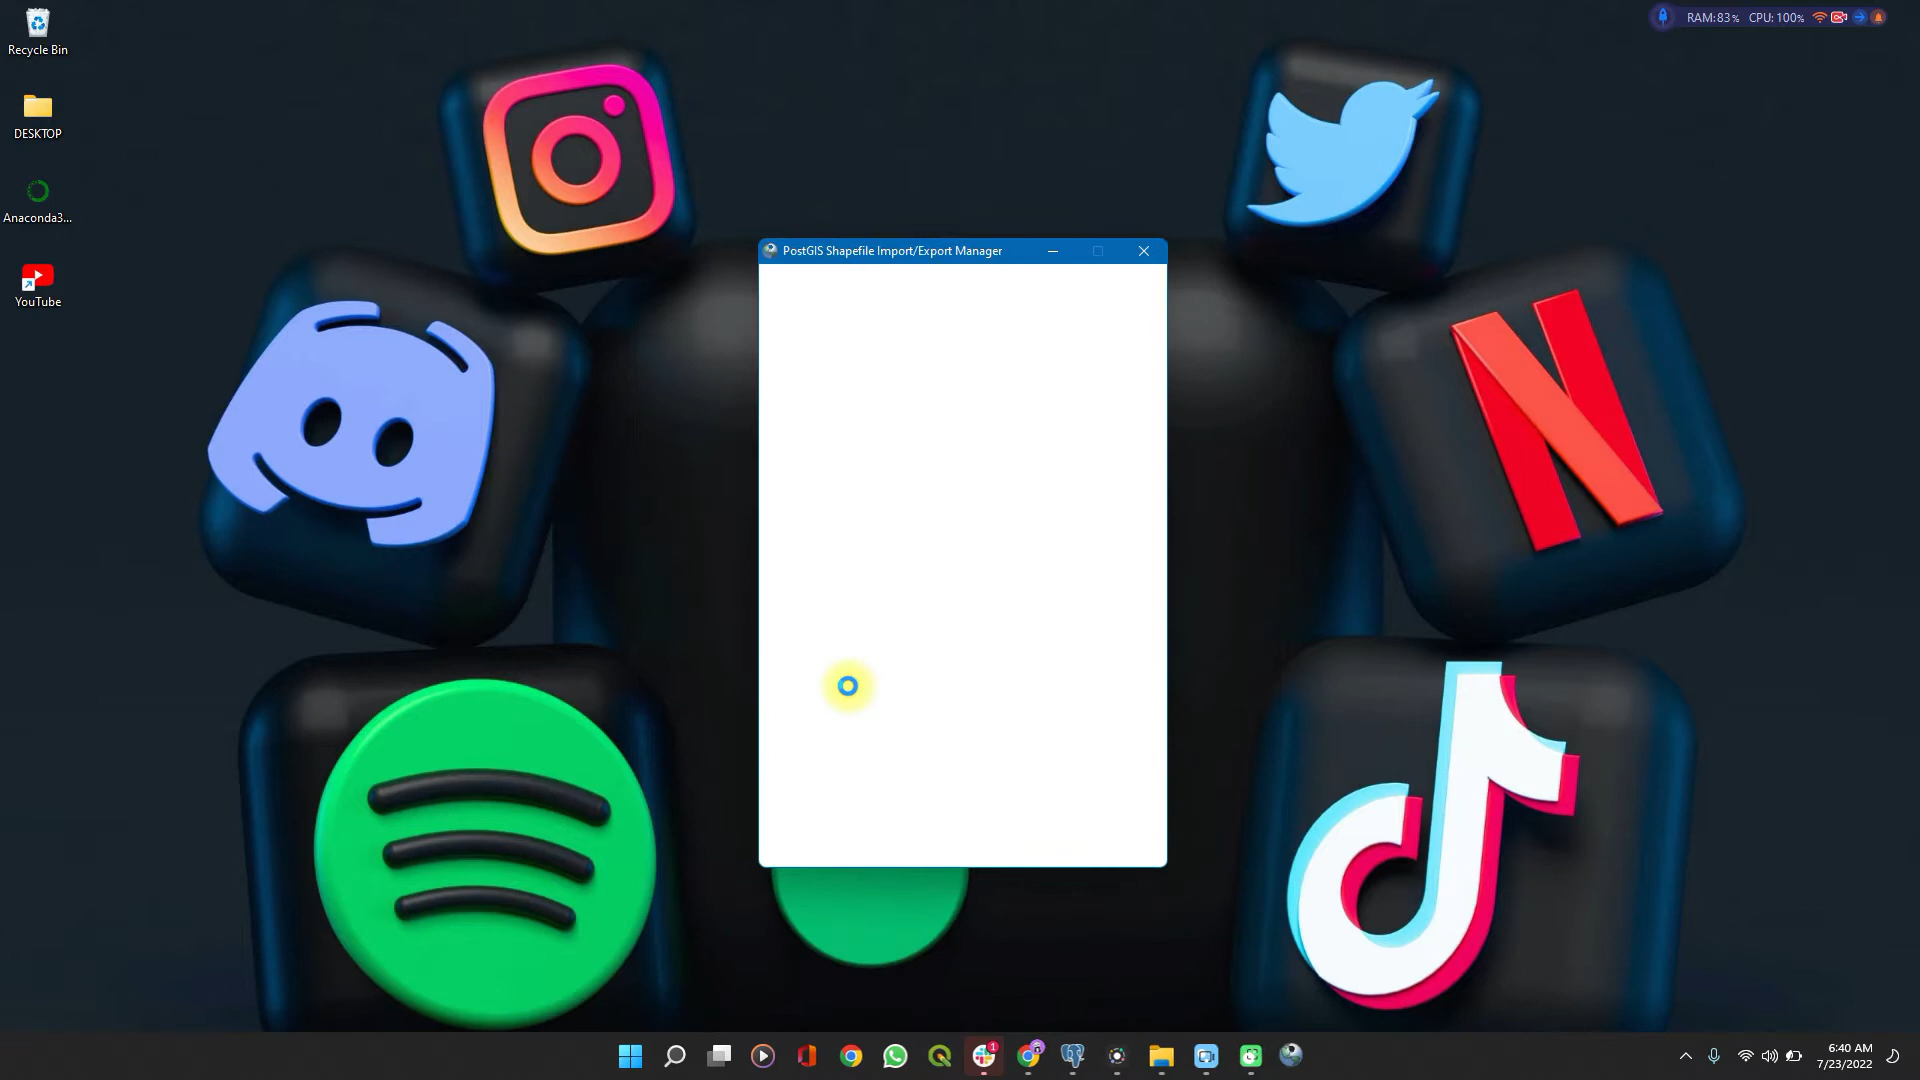 Recycle Bin
DESKTOP
Anaconda3...
YouTube
RAM:83% CPU: 100%
PostGIS Shapefile Import/Export Manager
1
6:40 AM
7/23/2022